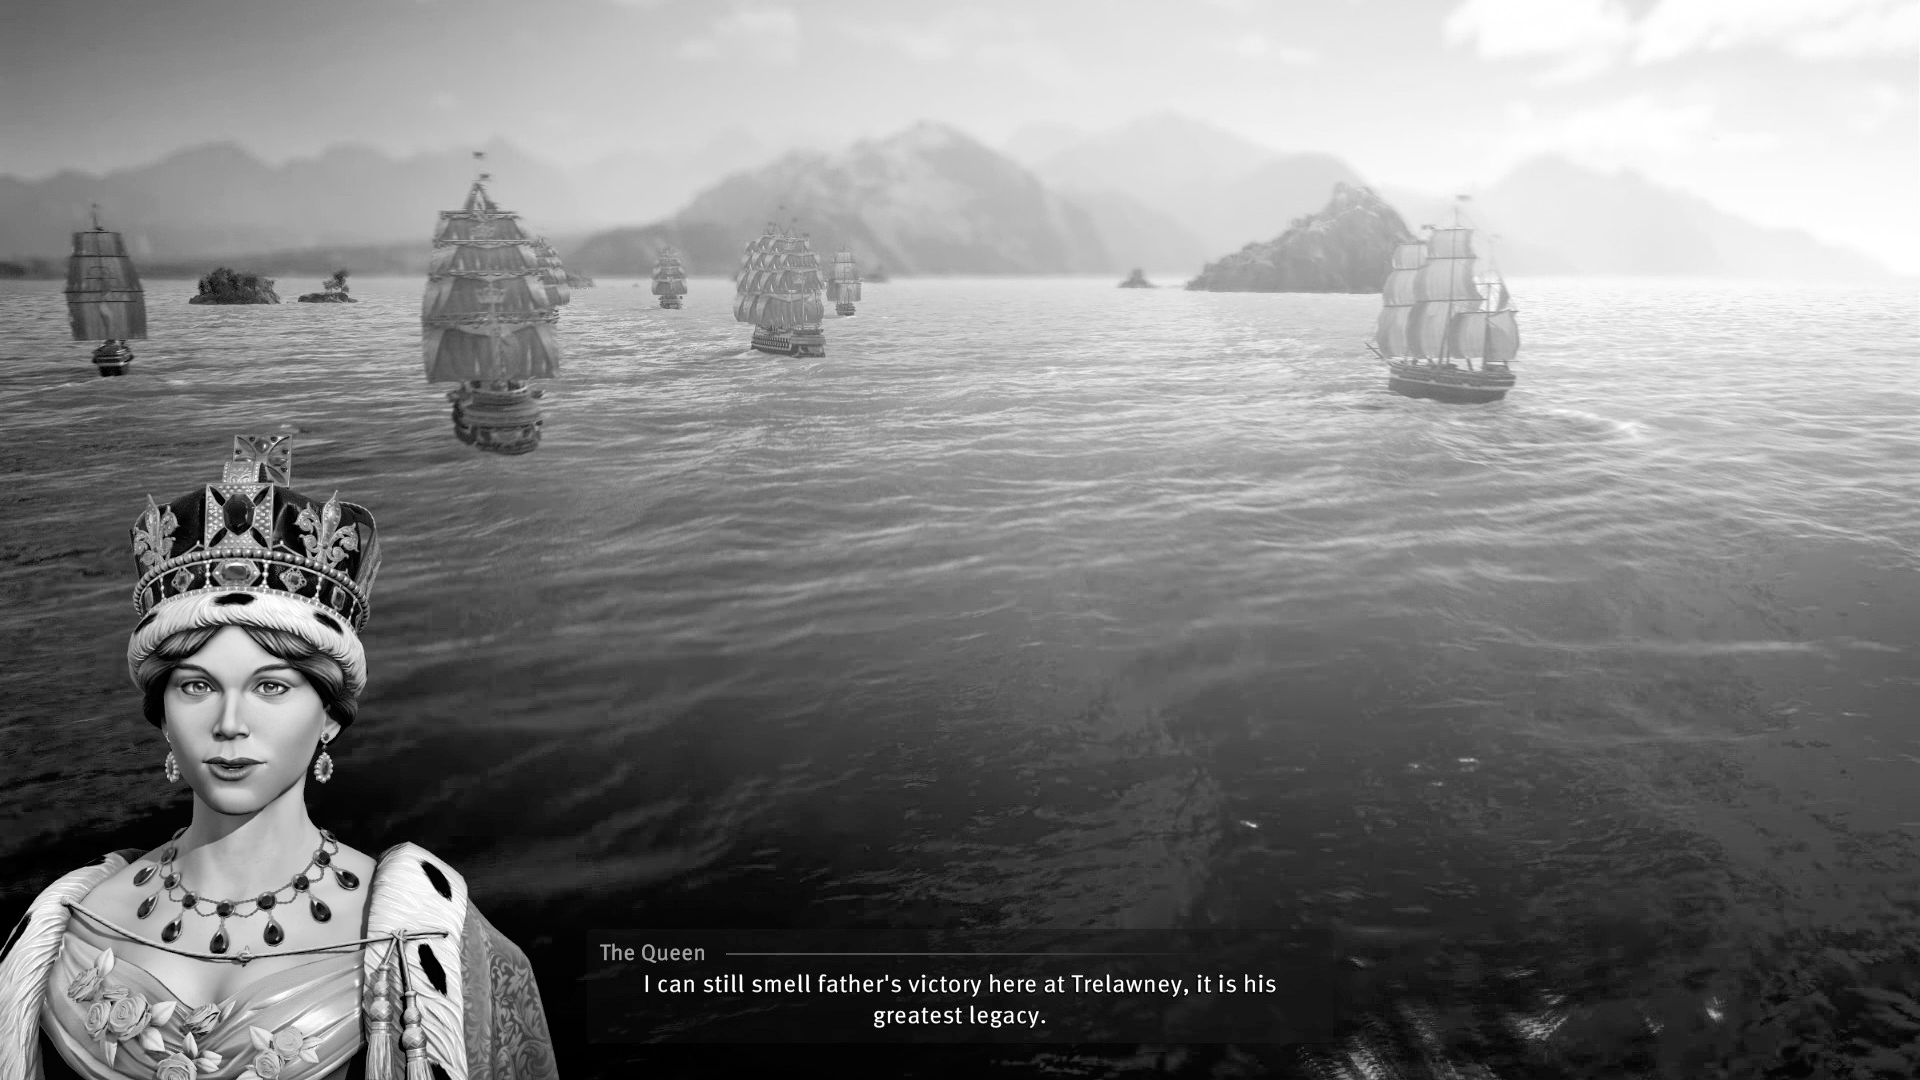 The Queen
I can still smell father's victory here at Trelawney, it is his
greatest legacy.